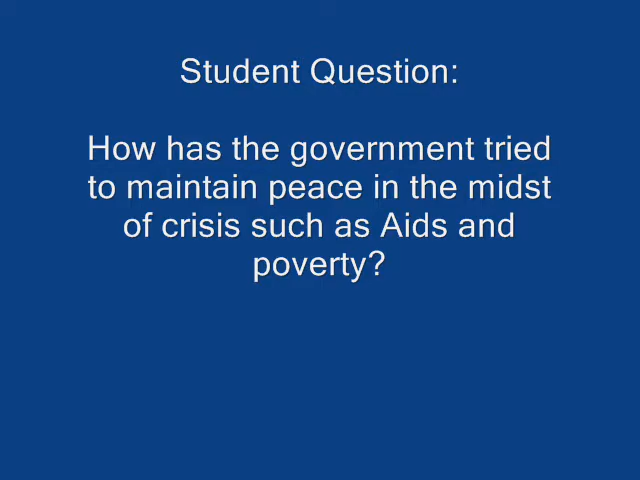 Student Question:
How has the government tried
to maintain peace in the midst
of crisis such as Aids and
poverty?